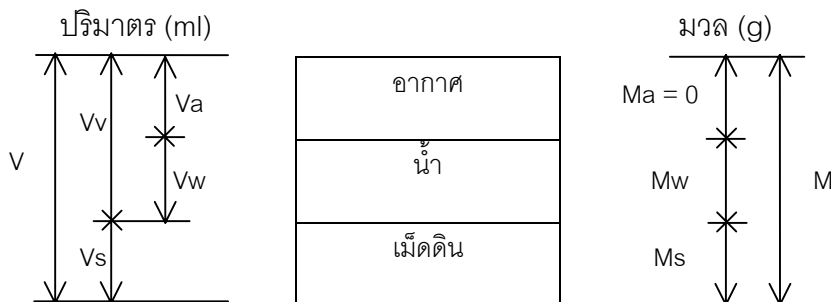 ปริมาตร (ml) มวล (g)
Va อากาศ Ma = 0
Vv
V Vw น้ำ Mw M
Vs เม็ดดิน Ms